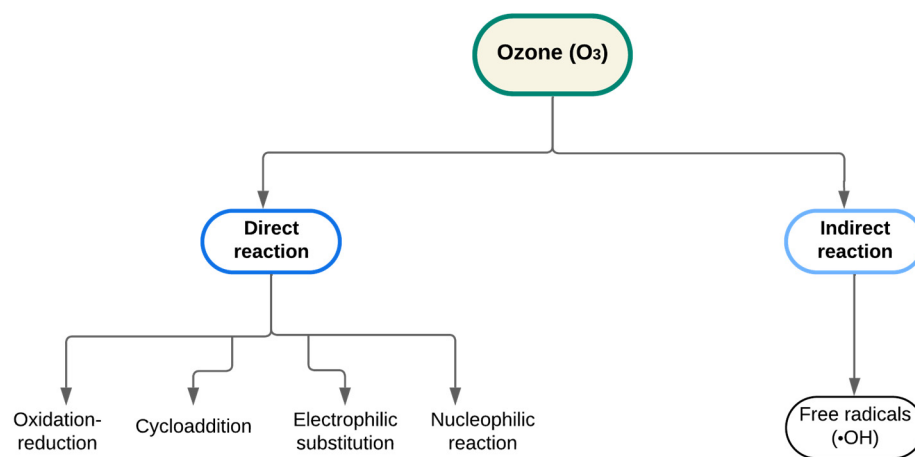 Ozone (O₃)
Direct
reaction
Indirect
reaction
Oxidation-
reduction
Cycloaddition
Electrophilic
substitution
Nucleophilic
reaction
Free radicals
(•OH)